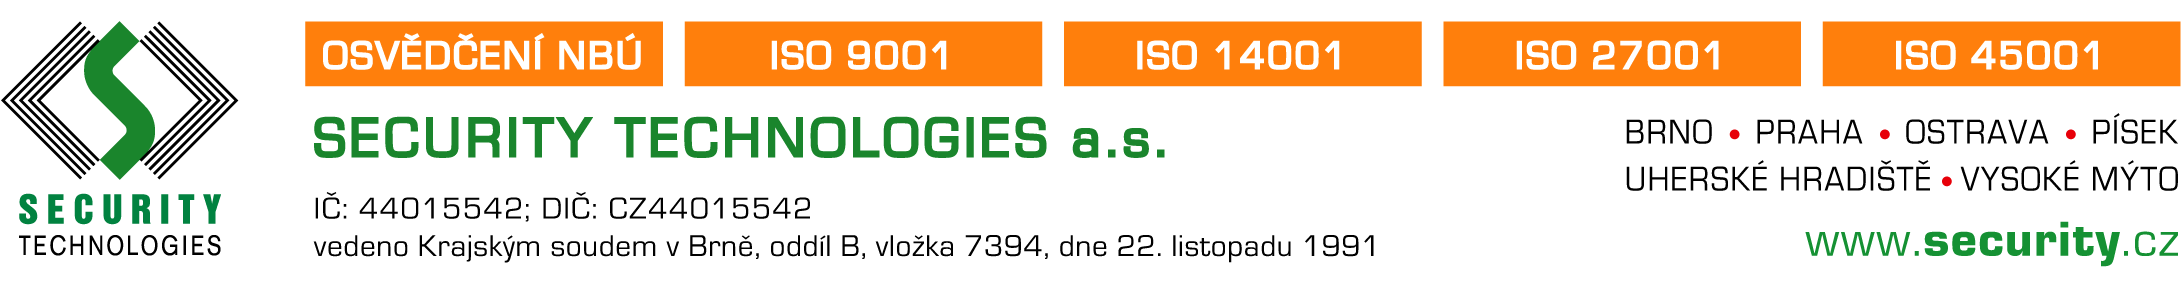 OSVĚDČENÍ NBÚ
ISO 9001
ISO 14001
ISO 27001
ISO 45001
SECURITY
TECHNOLOGIES
SECURITY TECHNOLOGIES a.s.
IČ: 44015542; DIČ: CZ44015542
vedeno Krajským soudem v Brně, oddíl B, vložka 7394, dne 22. listopadu 1991
BRNO • PRAHA • OSTRAVA • PÍSEK
UHERSKÉ HRADIŠTĚ • VYSOKÉ MÝTO
www.security.cz